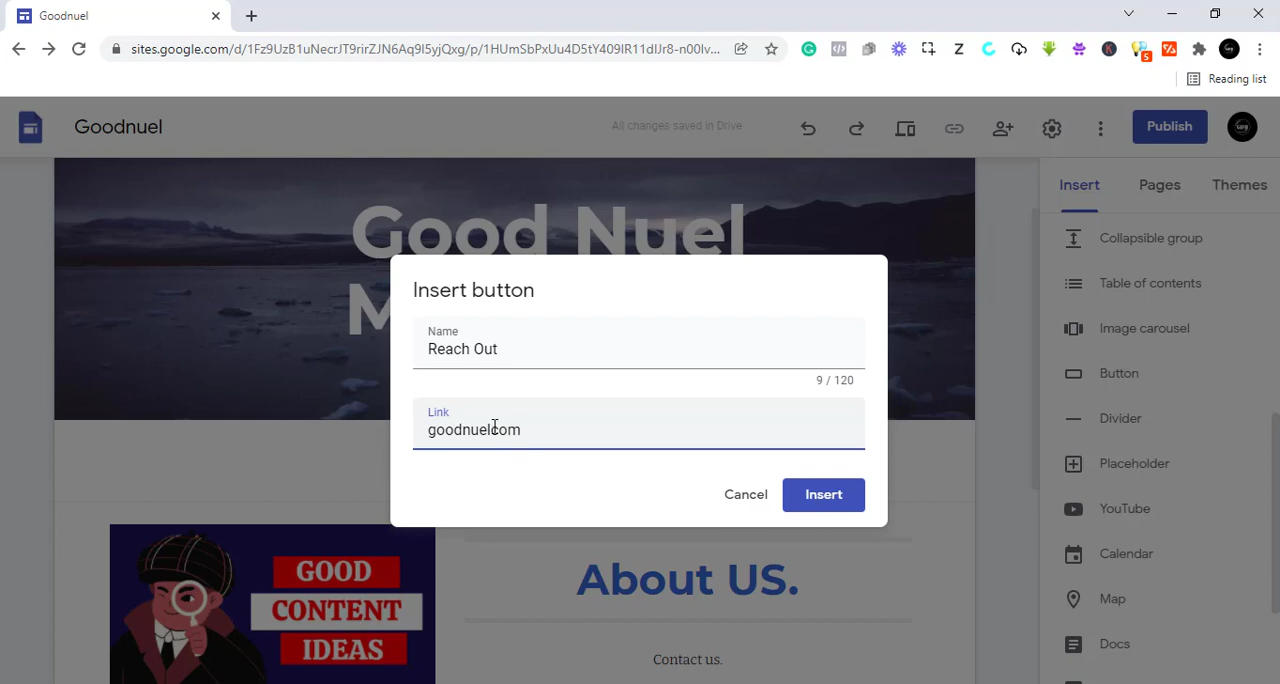 Goodnuel
sites.google.com/d/1Fz9UzB1uNecrJT9rirZJN6Aq9I5yjQxg/p/1HUmSbPxUu4D5tY409IR11dIJr8-n00lv...
Z
K
5
Reading list
Goodnuel
All changes saved in Drive
Publish
Insert
Pages
Themes
Good Nuel
M
Insert button
Name
Reach Out
9 / 120
Link
goodnuelcom
Cancel
Insert
Collapsible group
Table of contents
Image carousel
Button
Divider
Placeholder
YouTube
Calendar
Map
Docs
GOOD
CONTENT
IDEAS
About US.
Contact us.